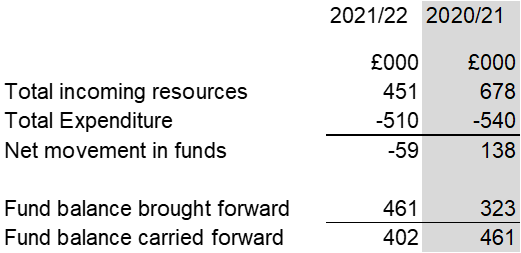 2021/22 2020/21
£000 £000
Total incoming resources 451 678
Total Expenditure -510 -540
Net movement in funds -59 138
Fund balance brought forward 461 323
Fund balance carried forward 402 461